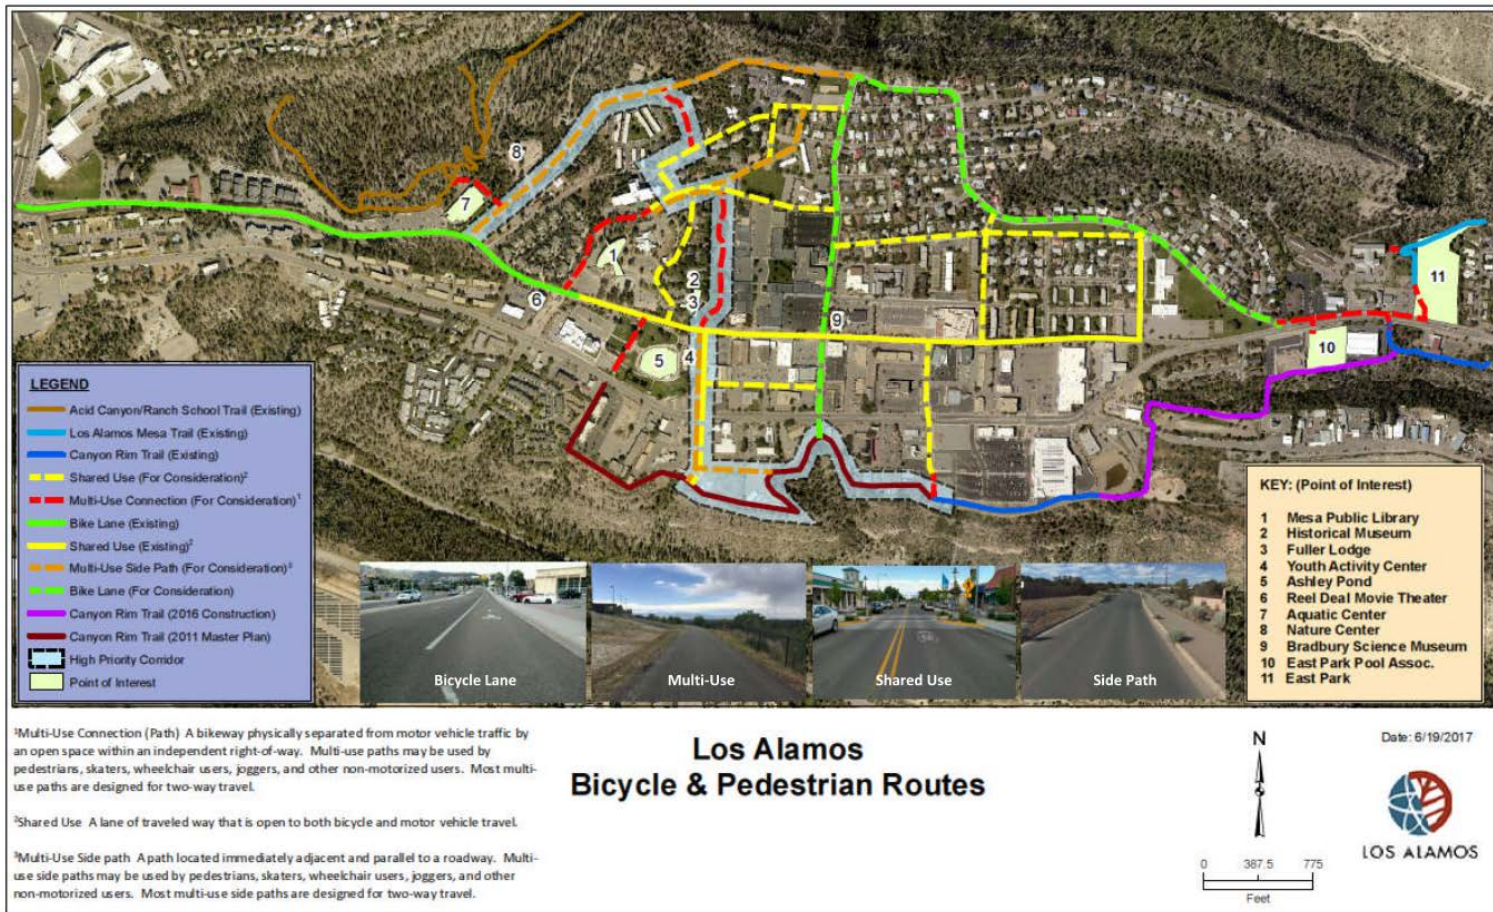 8
7
1
2
6
3
9
11
4
5
10
LEGEND
Acid Canyon/Ranch School Trail (Existing)
Los Alamos Mesa Trail (Existing)
Canyon Rim Trail (Existing)
Shared Use (For Consideration)²
Multi-Use Connection (For Consideration)¹
Bike Lane (Existing)
Shared Use (Existing)²
Multi-Use Side Path (For Consideration)³
Bike Lane (For Consideration)
Canyon Rim Trail (2016 Construction)
Canyon Rim Trail (2011 Master Plan)
High Priority Corridor
Point of Interest
Bicycle Lane
Multi-Use
Shared Use
Side Path
KEY: (Point of Interest)
1 Mesa Public Library
2 Historical Museum
3 Fuller Lodge
4 Youth Activity Center
5 Ashley Pond
6 Reel Deal Movie Theater
7 Aquatic Center
8 Nature Center
9 Bradbury Science Museum
10 East Park Pool Assoc.
11 East Park
¹Multi-Use Connection (Path) A bikeway physically separated from motor vehicle traffic by
an open space within an independent right-of-way. Multi-use paths may be used by
pedestrians, skaters, wheelchair users, joggers, and other non-motorized users. Most multi-
use paths are designed for two-way travel.
²Shared Use A lane of traveled way that is open to both bicycle and motor vehicle travel.
³Multi-Use Side path A path located immediately adjacent and parallel to a roadway. Multi-
use side paths may be used by pedestrians, skaters, wheelchair users, joggers, and other
non-motorized users. Most multi-use side paths are designed for two-way travel.
Los Alamos
Bicycle & Pedestrian Routes
N
0 387.5 775
Feet
Date: 6/19/2017
LOS ALAMOS